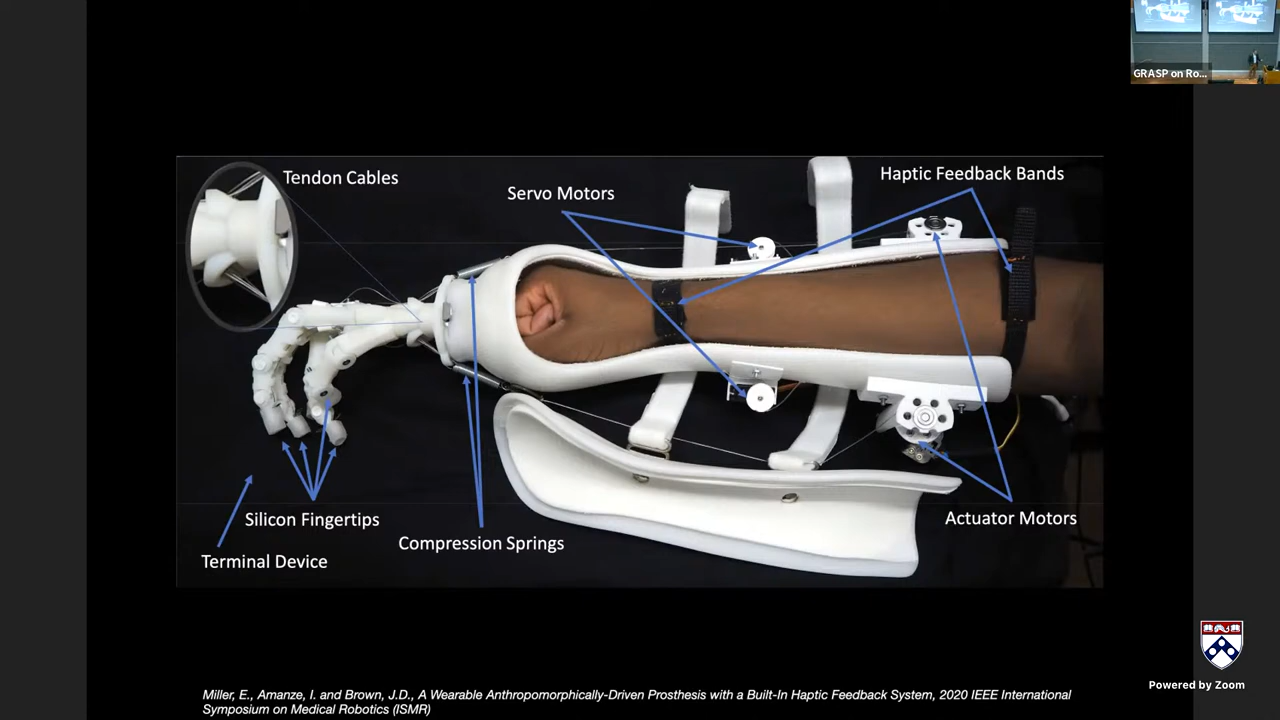 GRASP on Ro...
Tendon Cables
Servo Motors
Haptic Feedback Bands
Silicon Fingertips
Terminal Device
Compression Springs
Actuator Motors
Powered by Zoom
Miller, E., Amanze, I. and Brown, J.D., A Wearable Anthropomorphically-Driven Prosthesis with a Built-In Haptic Feedback System, 2020 IEEE International
Symposium on Medical Robotics (ISMR)